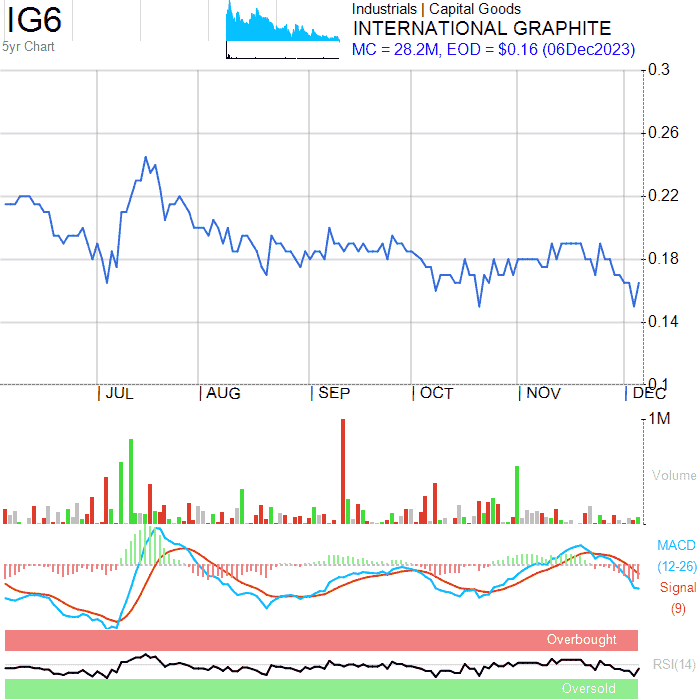 IG6
5yr Chart
Industrials | Capital Goods
INTERNATIONAL GRAPHITE
MC = 28.2M, EOD = $0.16 (06Dec2023)
0.3
0.26
0.22
0.18
0.14
0.1
| JUL | AUG | SEP | OCT | NOV | DEC
1M
Volume
MACD
(12-26)
Signal
(9)
Overbought
RSI(14)
Oversold